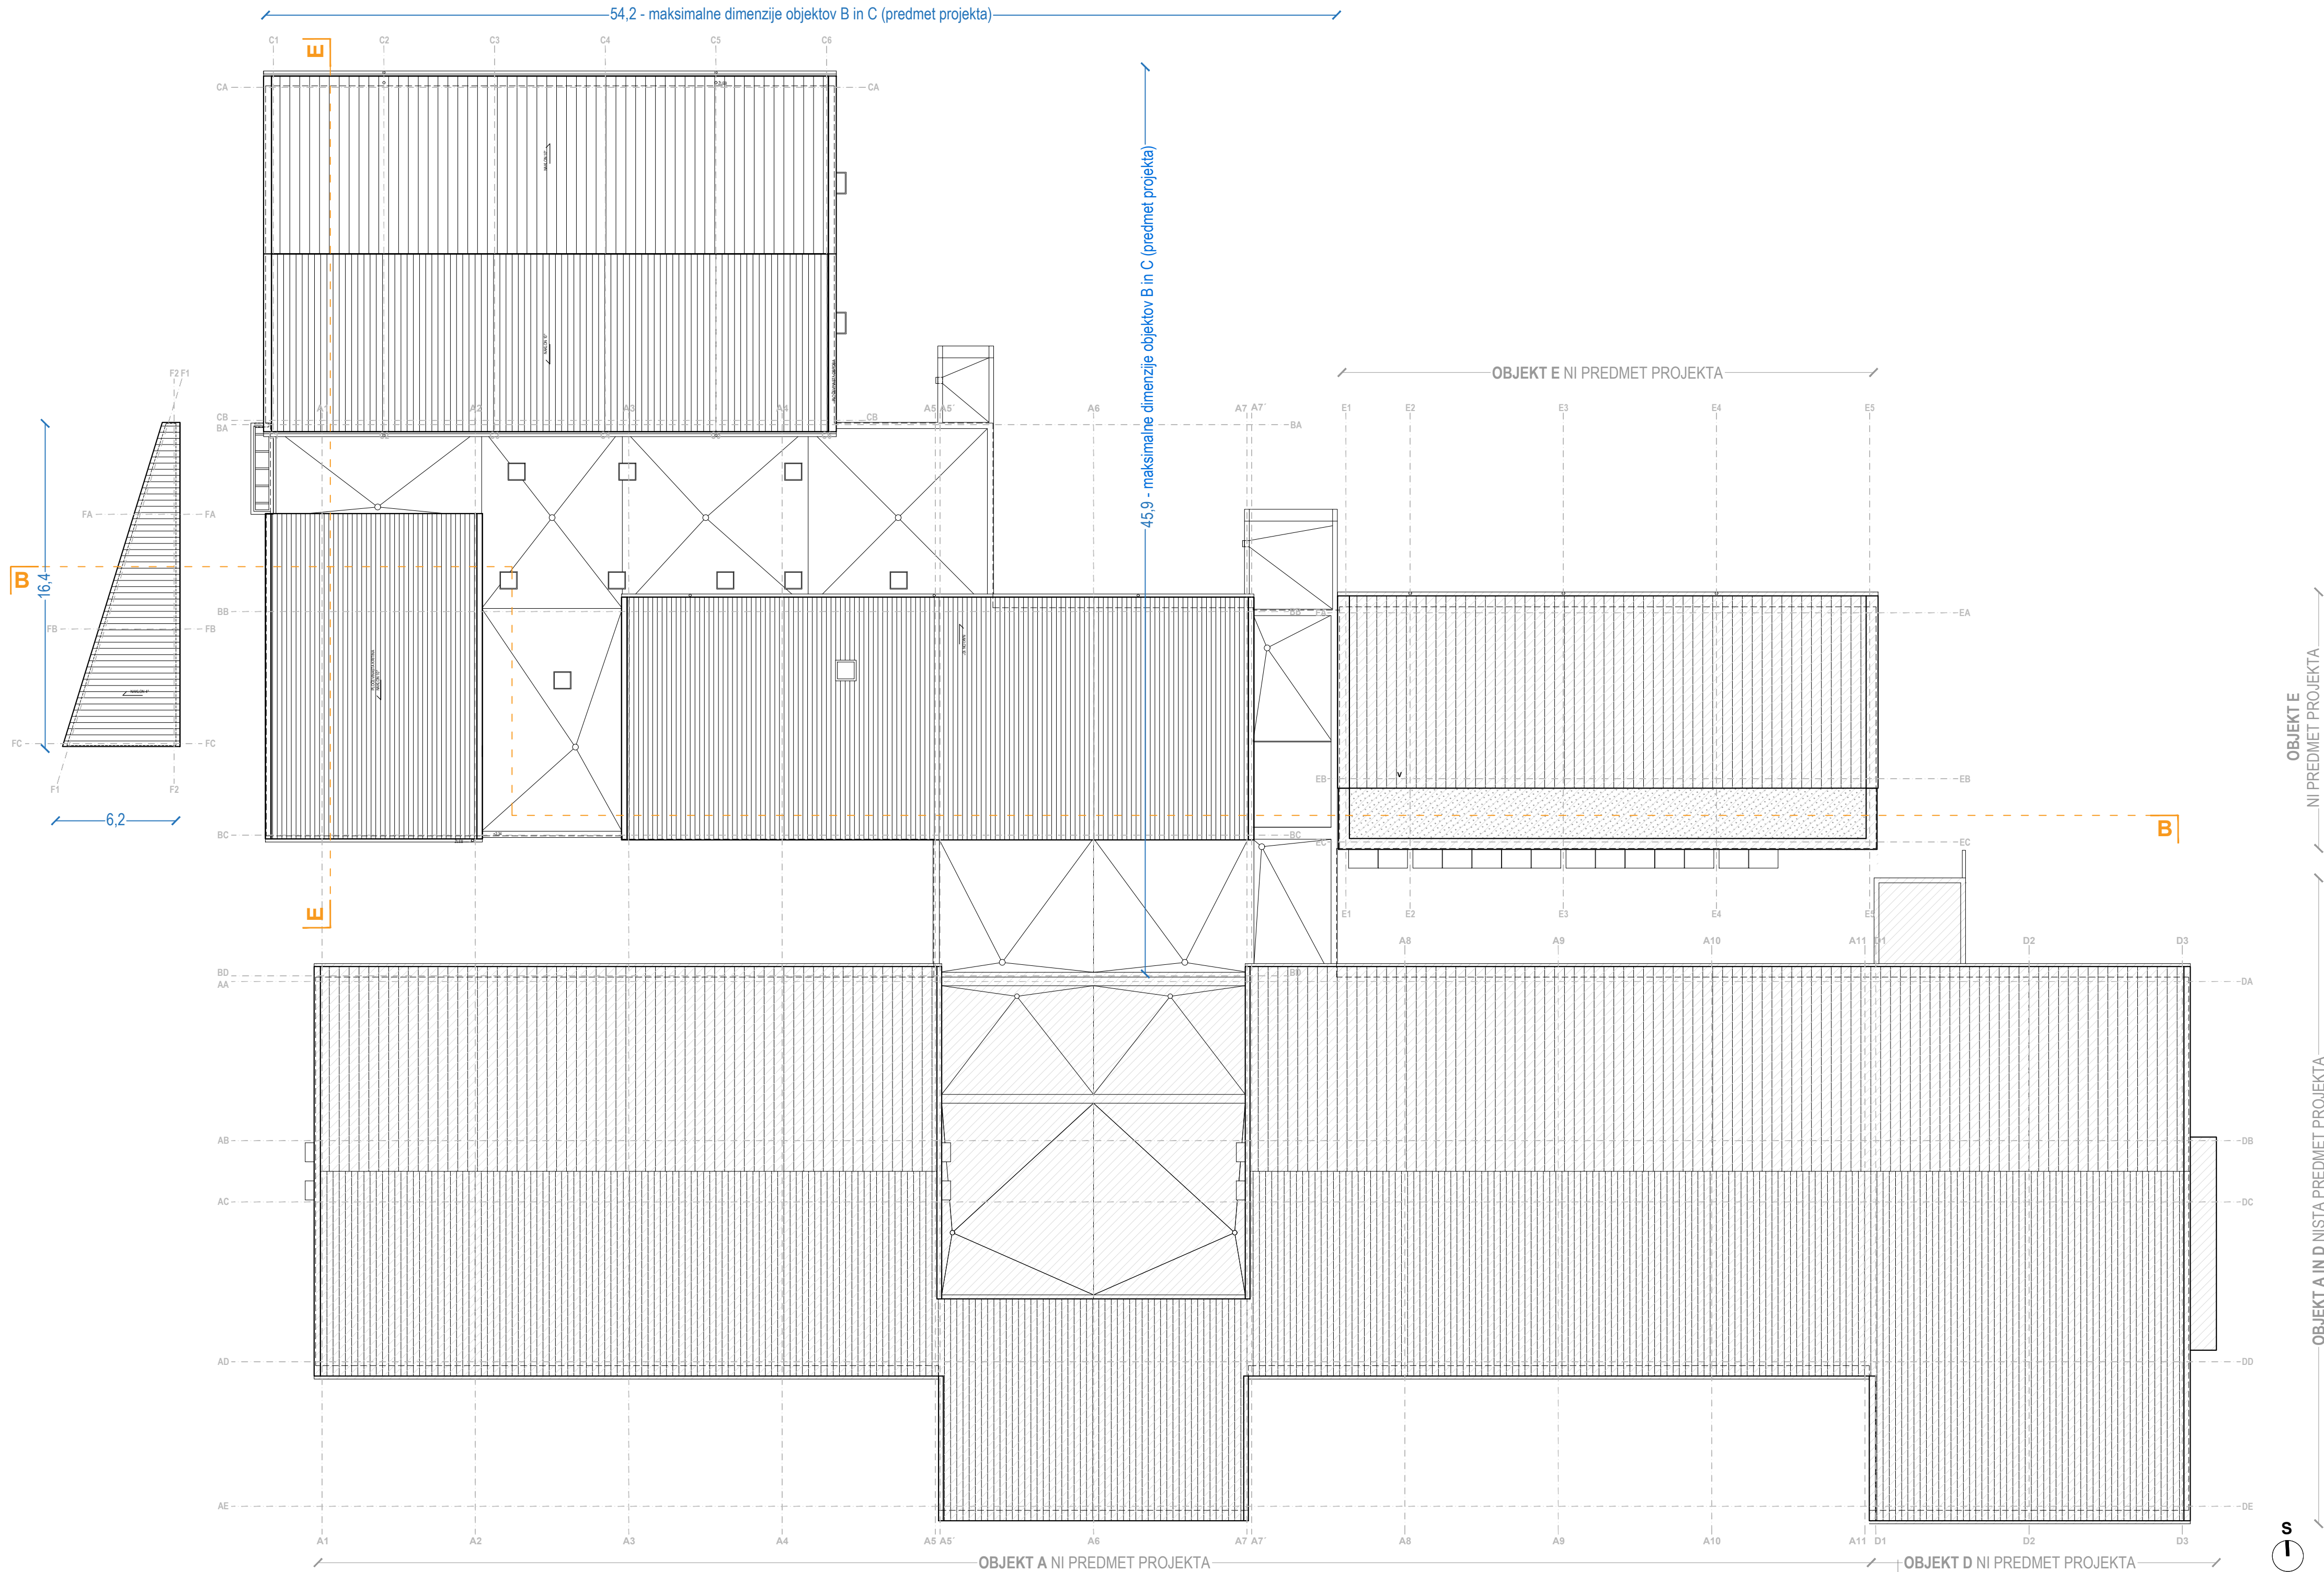 54,2 - maksimalne dimenzije objektov B in C (predmet projekta)
C1 C2 C3 C4 C5 C6
E
CA CA
45,9 - maksimalne dimenzije objektov B in C (predmet projekta)
OBJEKT E NI PREDMET PROJEKTA
F2 F1
A1 A2 A3 A4 A5 A5´ A6 A7 A7´ E1 E2 E3 E4 E5
CB CB
BA BA
FA FA
B
16,4
BB BB EA EA
FB FB
OBJEKT E
NI PREDMET PROJEKTA
FC FC
EB EB
F1 F2
6,2
B
BC BC
EC EC
E
E1 E2 E3 E4 E5
A8 A9 A10 A11 D1 D2 D3
BD BD
AA DA
AB DB
AC DC
OBJEKT A IN D NISTA PREDMET PROJEKTA
AD DD
AE DE
S
A1 A2 A3 A4 A5 A5´ A6 A7 A7´ A8 A9 A10 A11 D1 D2 D3
OBJEKT A NI PREDMET PROJEKTA
OBJEKT D NI PREDMET PROJEKTA